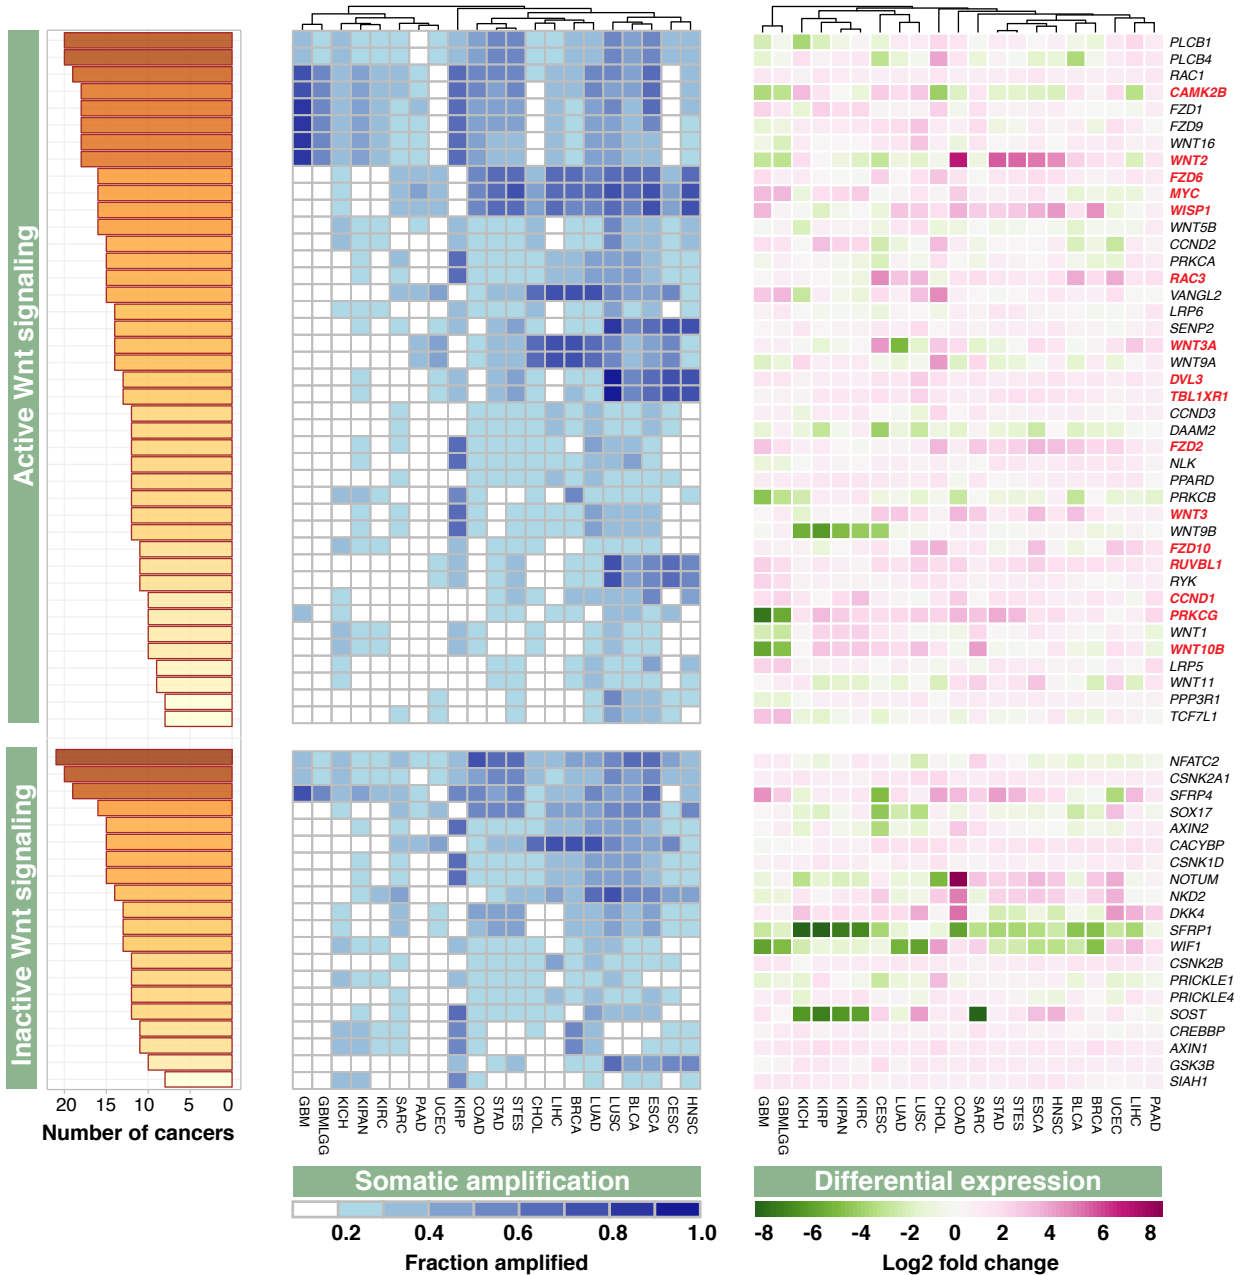 Active Wnt signaling
PLCB1
PLCB4
RAC1
CAMK2B
FZD1
FZD9
WNT16
WNT2
FZD6
MYC
WISP1
WNT5B
CCND2
PRKCA
RAC3
VANGL2
LRP6
SENP2
WNT3A
WNT9A
DVL3
TBL1XR1
CCND3
DAAM2
FZD2
NLK
PPARD
PRKCB
WNT3
WNT9B
FZD10
RUVBL1
RYK
CCND1
PRKCG
WNT1
WNT10B
LRP5
WNT11
PPP3R1
TCF7L1
Inactive Wnt signaling
NFATC2
CSNK2A1
SFRP4
SOX17
AXIN2
CACYBP
CSNK1D
NOTUM
NKD2
DKK4
SFRP1
WIF1
CSNK2B
PRICKLE1
PRICKLE4
SOST
CREBBP
AXIN1
GSK3B
SIAH1
20 15 10 5 0
Number of cancers
GBM
GBMLGG
KICH
KIPAN
KIRC
SARC
PAAD
UCEC
KIRP
COAD
STAD
STES
CHOL
LIHC
BRCA
LUAD
LUSC
BLCA
ESCA
CESC
HNSC
GBM
GBMLGG
KICH
KIRP
KIPAN
KIRC
CESC
LUAD
LUSC
CHOL
COAD
SARC
STAD
STES
ESCA
HNSC
BLCA
BRCA
UCEC
LIHC
PAAD
Somatic amplification
0.2 0.4 0.6 0.8 1.0
Fraction amplified
Differential expression
-8 -6 -4 -2 0 2 4 6 8
Log2 fold change